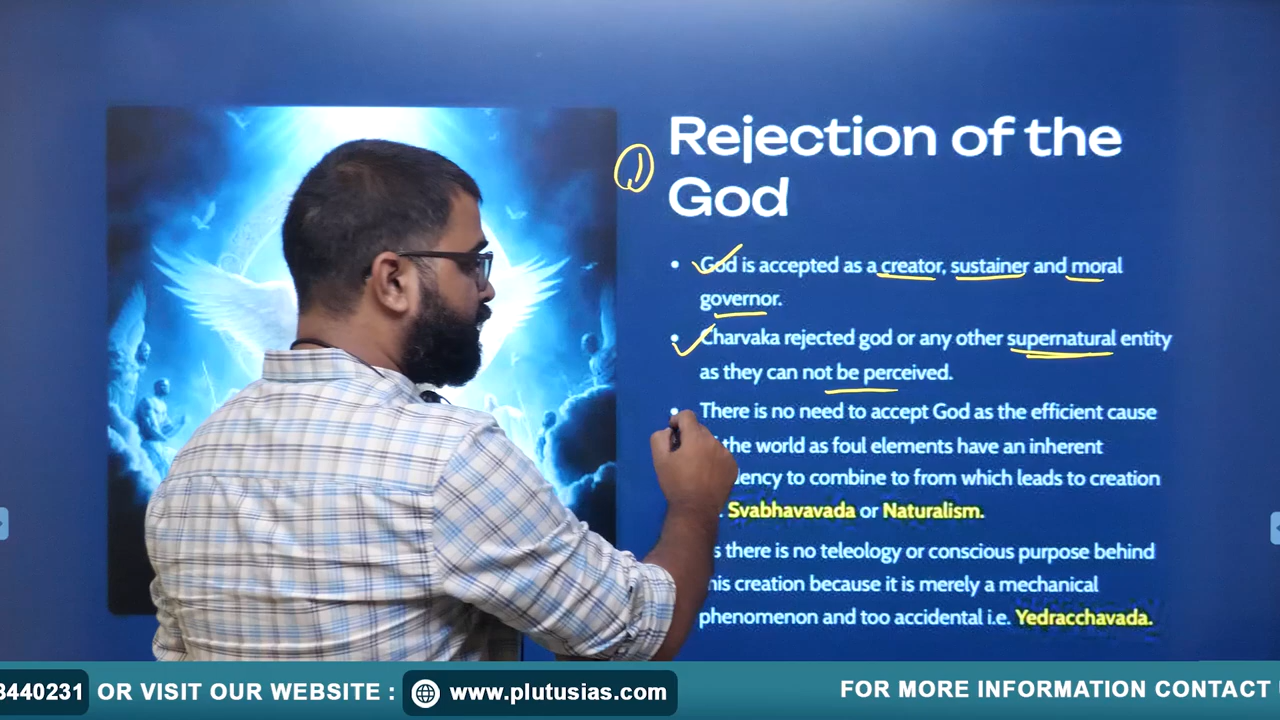 Rejection of the
God
1
• God is accepted as a creator, sustainer and moral
governor.
• Charvaka rejected god or any other supernatural entity
as they can not be perceived.
• There is no need to accept God as the efficient cause
the world as foul elements have an inherent
to combine to from which leads to creation
Svabhavavada or Naturalism.
there is no teleology or conscious purpose behind
creation because it is merely a mechanical
phenomenon and too accidental i.e. Yedracchavada.
3440231 OR VISIT OUR WEBSITE : www.plutusias.com FOR MORE INFORMATION CONTACT